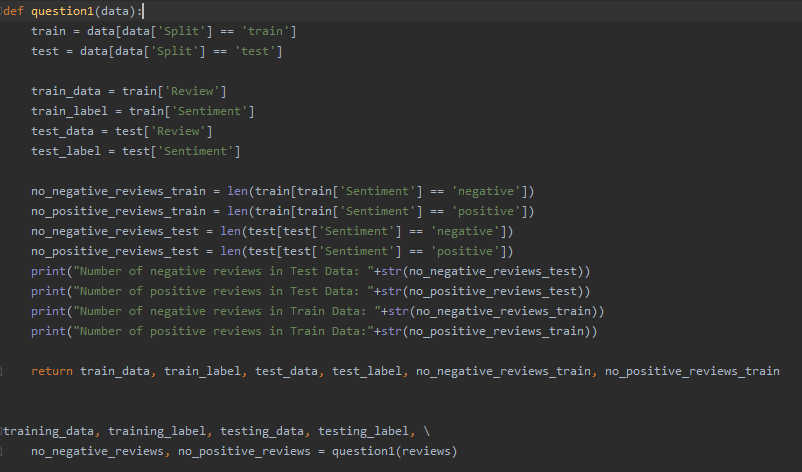 def question1(data):
    train = data[data['Split'] == 'train']
    test = data[data['Split'] == 'test']

    train_data = train['Review']
    train_label = train['Sentiment']
    test_data = test['Review']
    test_label = test['Sentiment']

    no_negative_reviews_train = len(train[train['Sentiment'] == 'negative'])
    no_positive_reviews_train = len(train[train['Sentiment'] == 'positive'])
    no_negative_reviews_test = len(test[test['Sentiment'] == 'negative'])
    no_positive_reviews_test = len(test[test['Sentiment'] == 'positive'])
    print("Number of negative reviews in Test Data: "+str(no_negative_reviews_test))
    print("Number of positive reviews in Test Data: "+str(no_positive_reviews_test))
    print("Number of negative reviews in Train Data: "+str(no_negative_reviews_train))
    print("Number of positive reviews in Train Data:"+str(no_positive_reviews_train))

    return train_data, train_label, test_data, test_label, no_negative_reviews_train, no_positive_reviews_train


training_data, training_label, testing_data, testing_label, \
    no_negative_reviews, no_positive_reviews = question1(reviews)